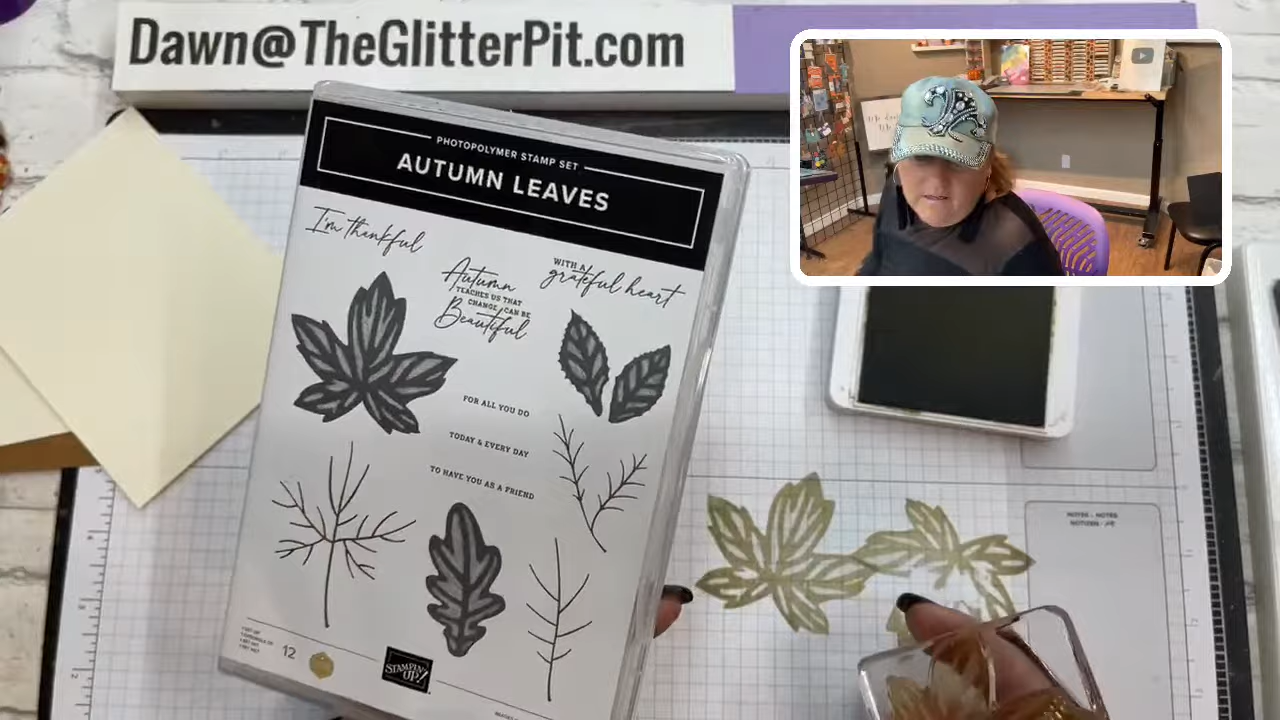 Dawn@TheGlitterPit.com
PHOTOPOLYMER STAMP SET
AUTUMN LEAVES
I'm thankful
WITH A
grateful heart
Autumn
TEACHES US THAT
CHANGE CAN BE
Beautiful
FOR ALL YOU DO
TODAY & EVERY DAY
TO HAVE YOU AS A FRIEND
12
STAMPIN' UP!
NOTES • NOTES